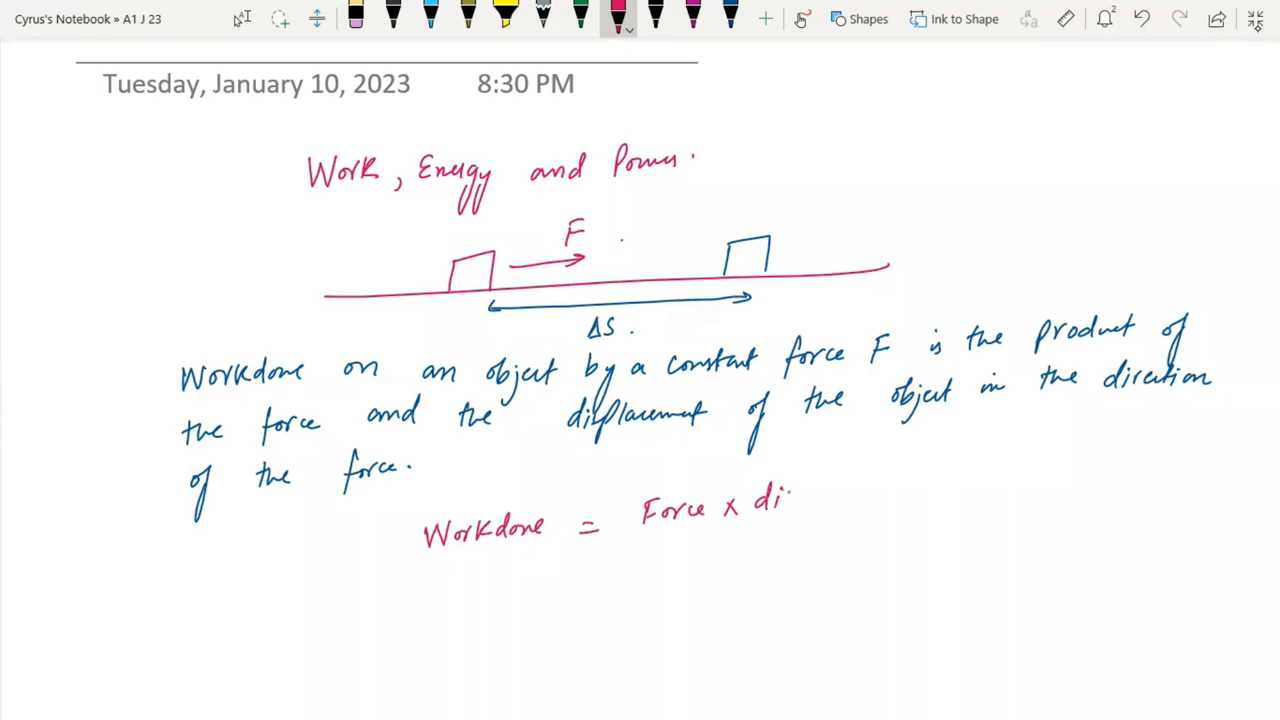 Cyrus's Notebook » A1 J 23
Shapes
Ink to Shape
2
Tuesday, January 10, 2023 8:30 PM
Work, Energy and Power.
F
ΔS.
Workdone on an object by a constant force F is the product of
the force and the displacement of the object in the direction
of the force.
Workdone = Force x di